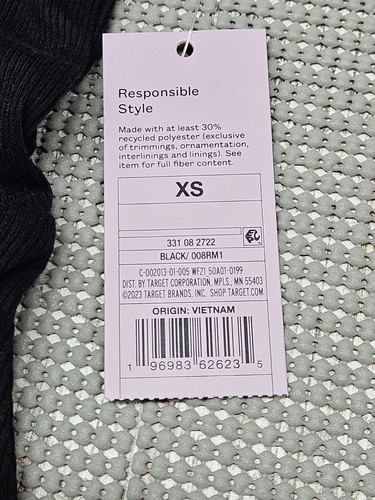 Responsible
Style
Made with at least 30%
recycled polyester (exclusive
of trimmings, ornamentation,
interlinings and linings). See
item for full fiber content.
XS
331 08 2722
BLACK/ 008RM1
C-002013-01-005 WF21_50A01-0199
DIST. BY TARGET CORPORATION, MPLS., MN 55403
©2023 TARGET BRANDS, INC. SHOP TARGET.COM
ORIGIN: VIETNAM
1 96983 62623 5